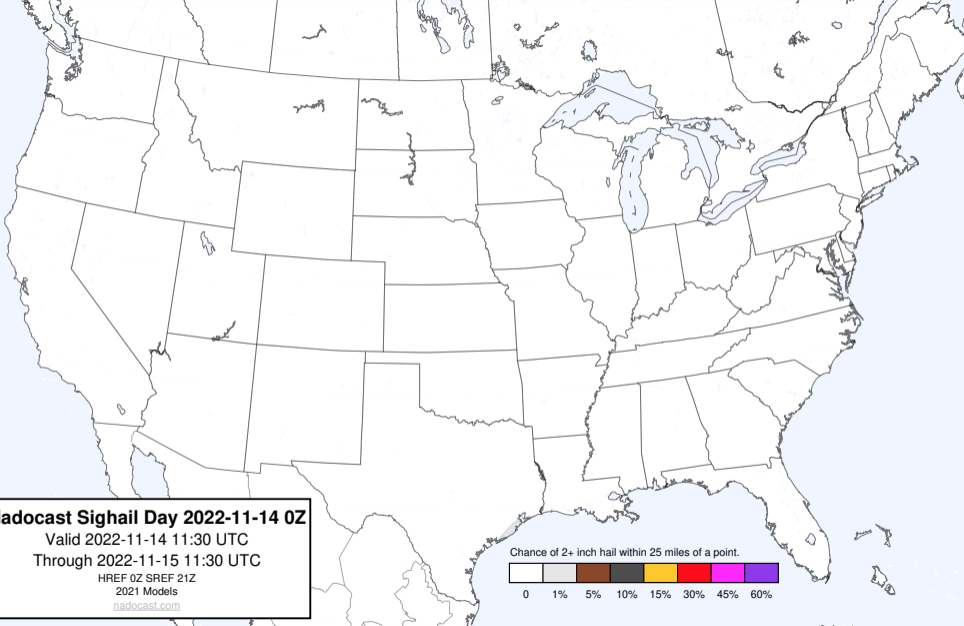 adocast Sighail Day 2022-11-14 0Z
Valid 2022-11-14 11:30 UTC
Through 2022-11-15 11:30 UTC
HREF 0Z SREF 21Z
2021 Models
nadocast.com
Chance of 2+ inch hail within 25 miles of a point.
0 1% 5% 10% 15% 30% 45% 60%